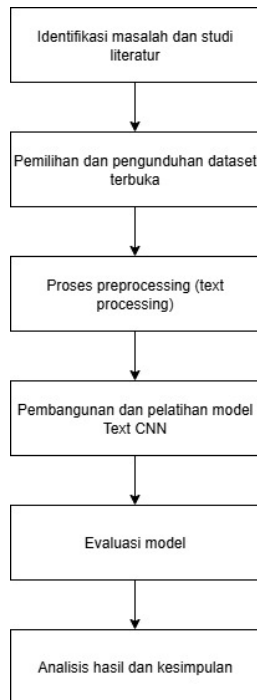 Identifikasi masalah dan studi
literatur
Pemilihan dan pengunduhan dataset
terbuka
Proses preprocessing (text
processing)
Pembangunan dan pelatihan model
Text CNN
Evaluasi model
Analisis hasil dan kesimpulan